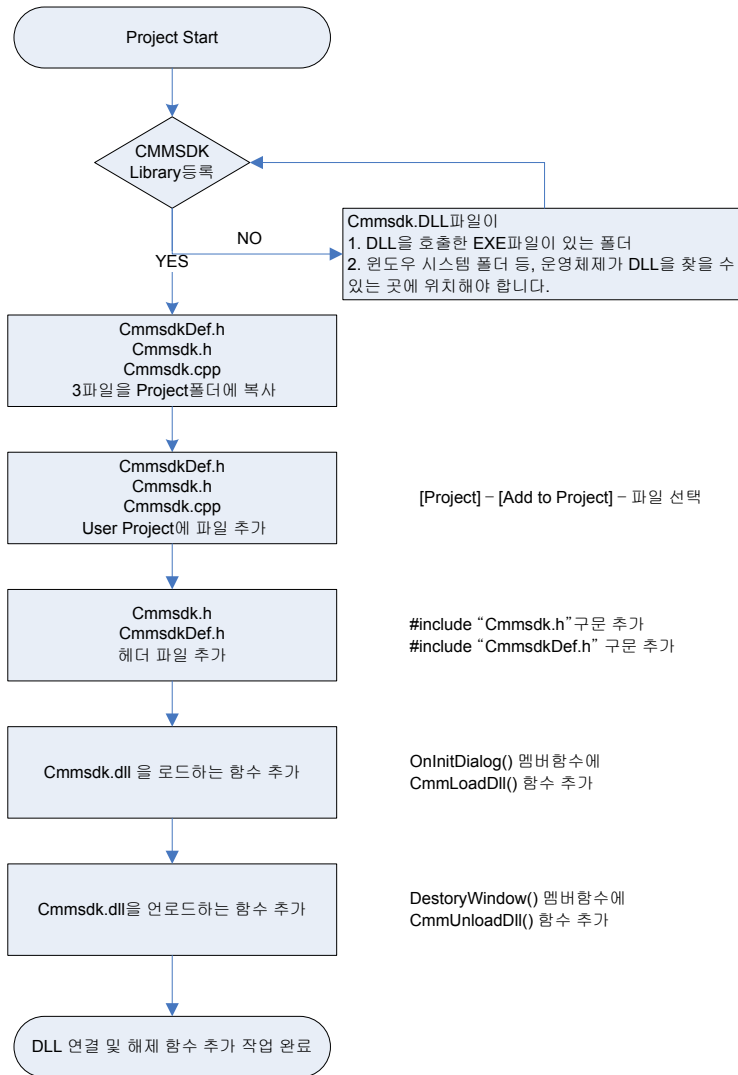 Project Start
CMMSDK
Library등록
NO
YES
Cmmsdk.DLL파일이
1. DLL을 호출한 EXE파일이 있는 폴더
2. 윈도우 시스템 폴더 등, 운영체제가 DLL을 찾을 수
있는 곳에 위치해야 합니다.
CmmsdkDef.h
Cmmsdk.h
Cmmsdk.cpp
3파일을 Project폴더에 복사
CmmsdkDef.h
Cmmsdk.h
Cmmsdk.cpp
User Project에 파일 추가
[Project] – [Add to Project] – 파일 선택
Cmmsdk.h
CmmsdkDef.h
헤더 파일 추가
#include “Cmmsdk.h”구문 추가
#include “CmmsdkDef.h” 구문 추가
Cmmsdk.dll 을 로드하는 함수 추가
OnInitDialog() 멤버함수에
CmmLoadDll() 함수 추가
Cmmsdk.dll을 언로드하는 함수 추가
DestoryWindow() 멤버함수에
CmmUnloadDll() 함수 추가
DLL 연결 및 해제 함수 추가 작업 완료